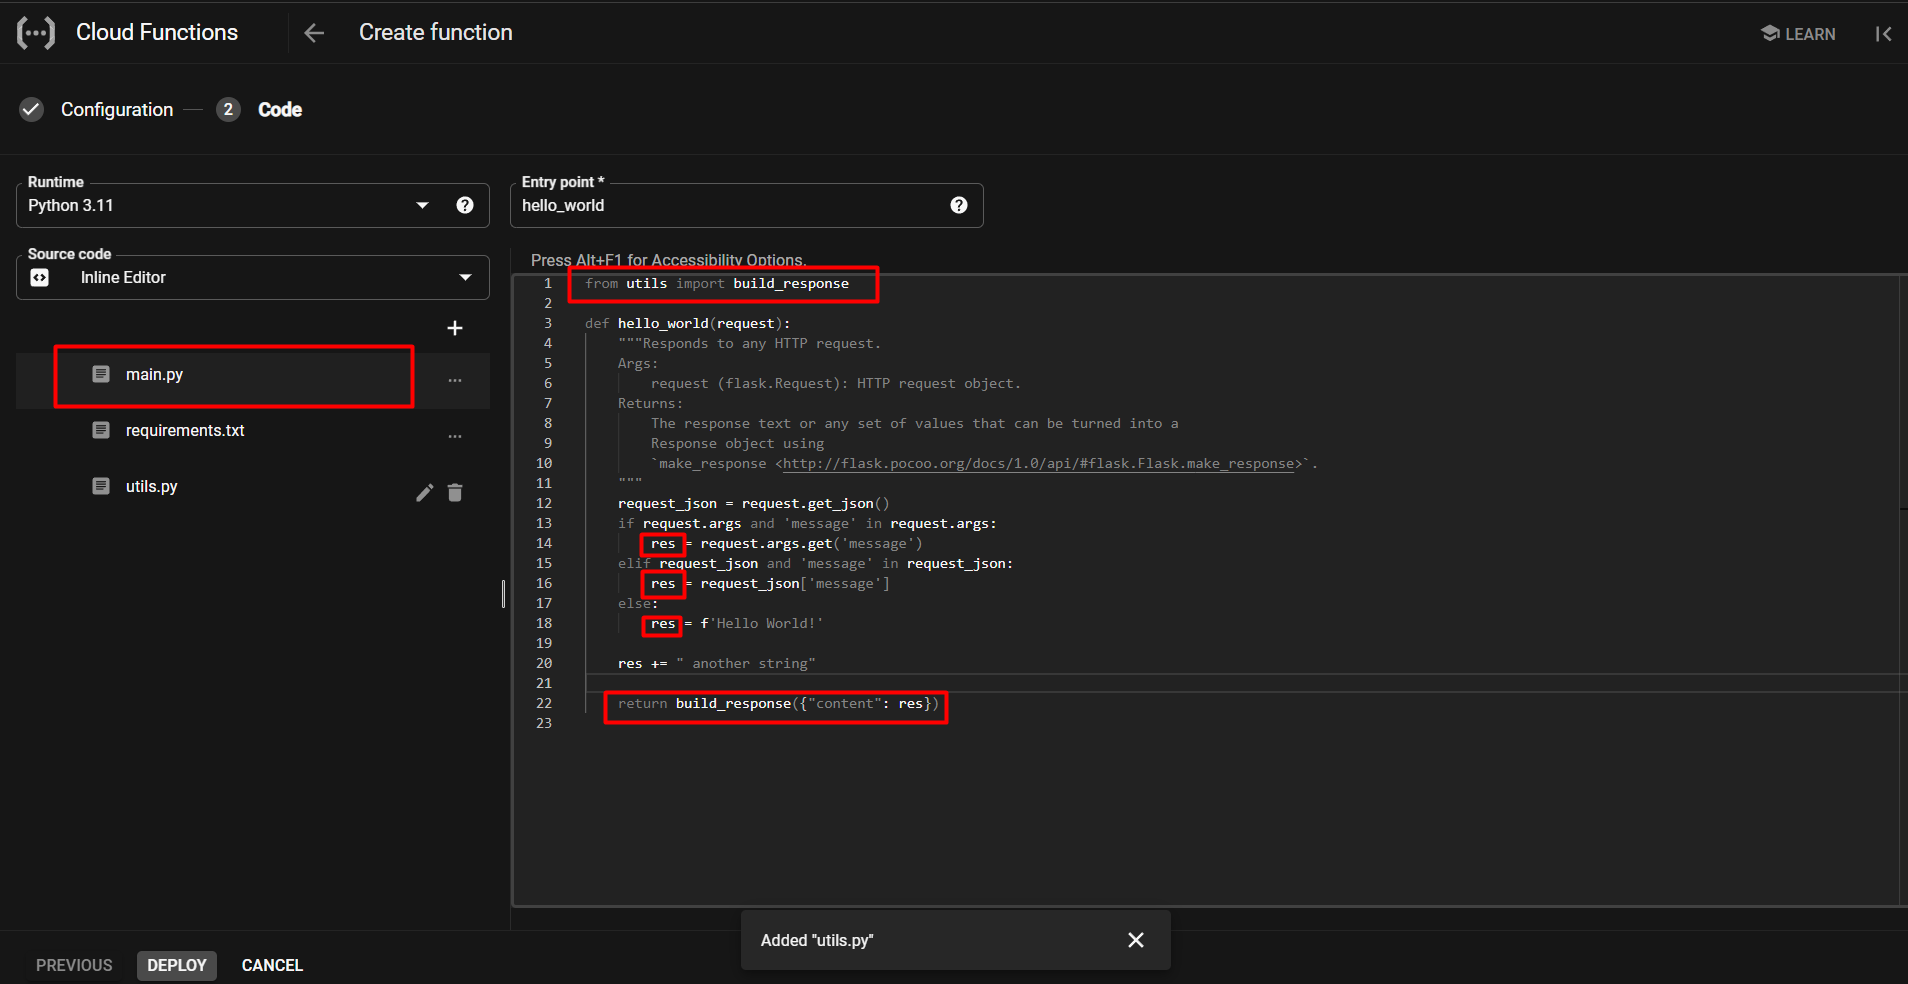 Cloud Functions
Create function
LEARN
Configuration
2
Code
Runtime
Python 3.11
Entry point *
hello_world
Source code
Inline Editor
main.py
requirements.txt
utils.py
Press Alt+F1 for Accessibility Options.
1 from utils import build_response
2
3 def hello_world(request):
4 """Responds to any HTTP request.
5 Args:
6 request (flask.Request): HTTP request object.
7 Returns:
8 The response text or any set of values that can be turned into a
9 Response object using
10 `make_response <http://flask.pocoo.org/docs/1.0/api/#flask.Flask.make_response>`.
11 """
12 request_json = request.get_json()
13 if request.args and 'message' in request.args:
14 res = request.args.get('message')
15 elif request_json and 'message' in request_json:
16 res = request_json['message']
17 else:
18 res = f'Hello World!'
19
20 res += " another string"
21
22 return build_response({"content": res})
23
Added "utils.py"
PREVIOUS
DEPLOY
CANCEL